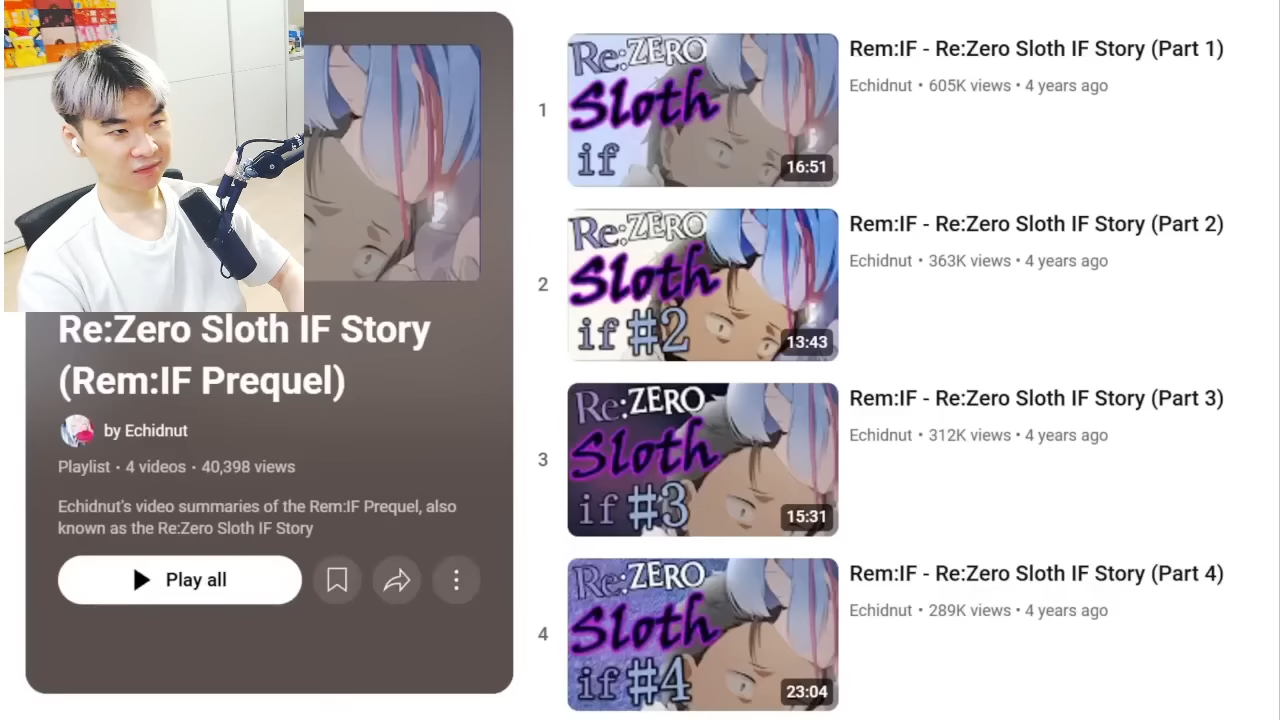 Re:Zero Sloth IF Story
(Rem:IF Prequel)
by Echidnut
Playlist • 4 videos • 40,398 views
Echidnut's video summaries of the Rem:IF Prequel, also
known as the Re:Zero Sloth IF Story
Play all
1
Re:ZERO
Sloth
if
16:51
Rem:IF - Re:Zero Sloth IF Story (Part 1)
Echidnut • 605K views • 4 years ago
2
Re:ZERO
Sloth
if #2
13:43
Rem:IF - Re:Zero Sloth IF Story (Part 2)
Echidnut • 363K views • 4 years ago
3
Re:ZERO
Sloth
if #3
15:31
Rem:IF - Re:Zero Sloth IF Story (Part 3)
Echidnut • 312K views • 4 years ago
4
Re:ZERO
Sloth
if #4
23:04
Rem:IF - Re:Zero Sloth IF Story (Part 4)
Echidnut • 289K views • 4 years ago